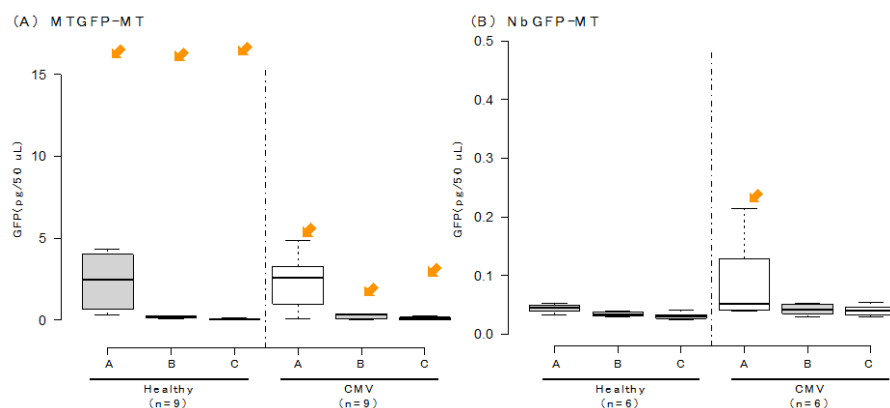 (A) MTGFP-MT
GFP(pg/50 uL)
15
10
5
0
A B C A B C
Healthy CMV
(n=9) (n=9)
(B) NbGFP-MT
GFP(pg/50 uL)
0.5
0.4
0.3
0.2
0.1
0.0
A B C A B C
Healthy CMV
(n=6) (n=6)